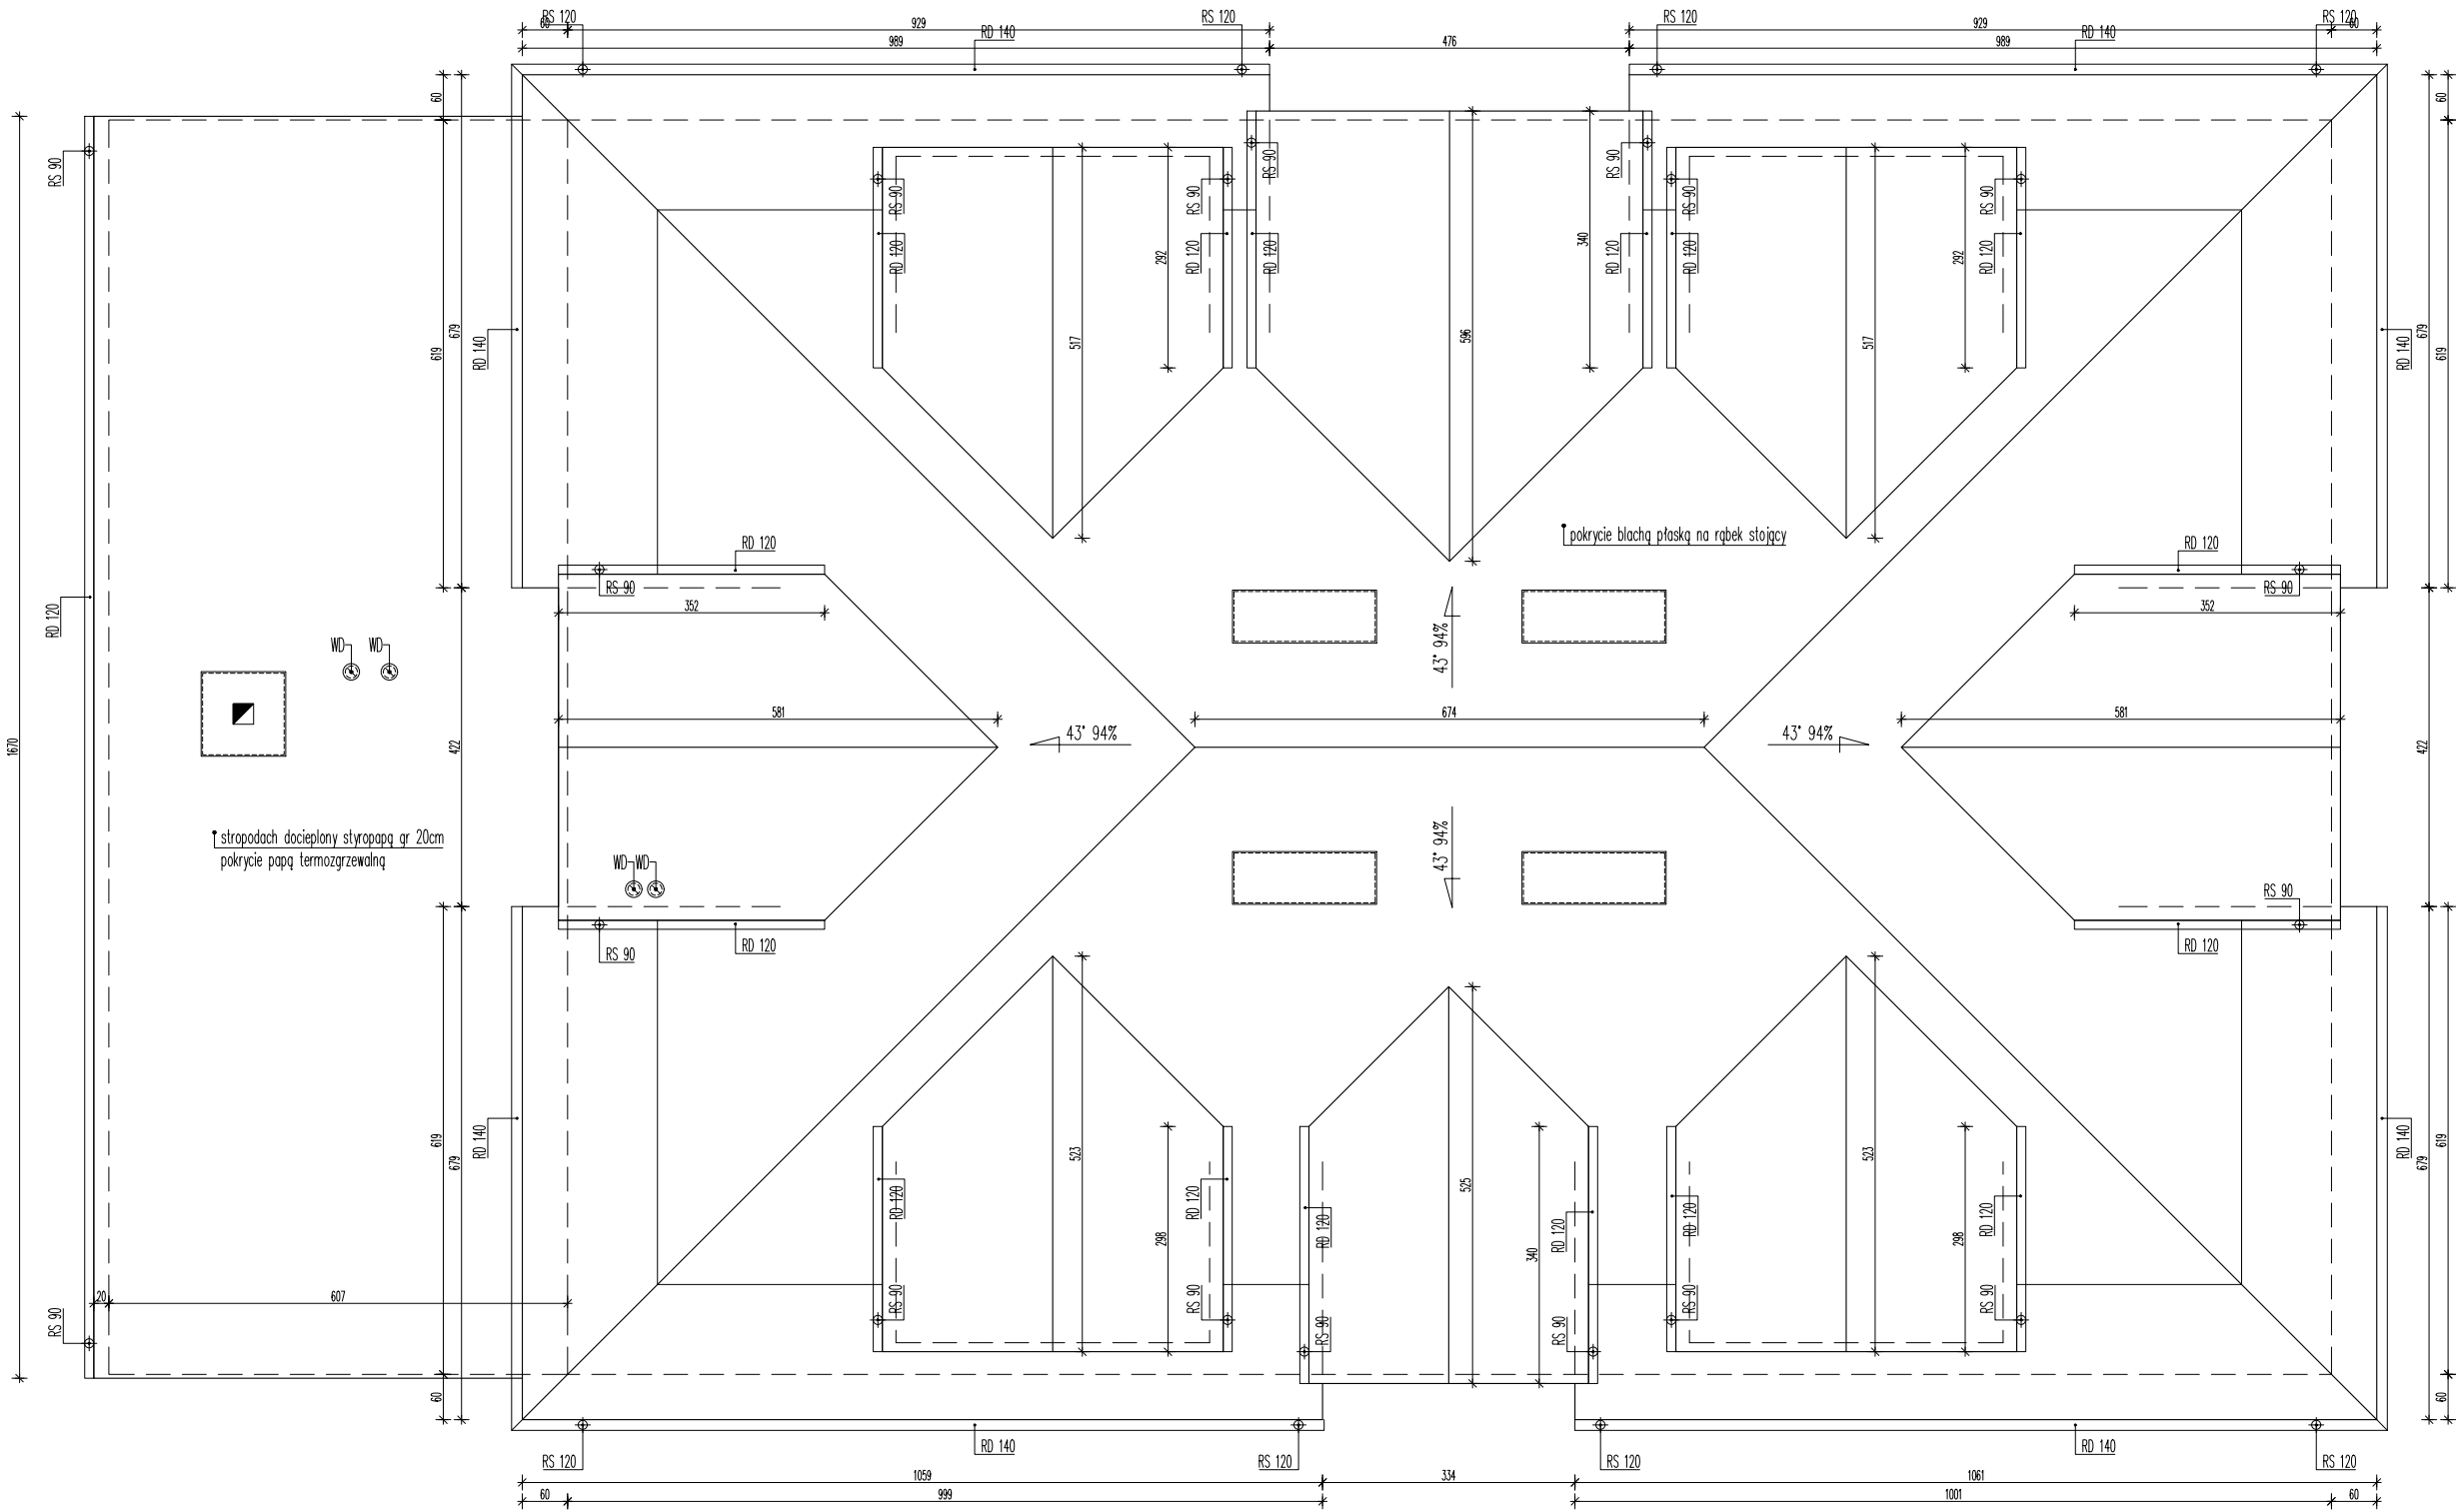 RS 120
RS 120
RS 120
RS 120
60
929
929
60
989
RD 140
476
RD 140
989
60
60
RS 90
RS 90
RS 90
RS 90
RS 90
RS 90
RS 90
RD 120
292
RD 120
RD 120
340
RD 120
RD 120
292
RD 120
619
679
RD 140
517
596
517
RD 140
679
619
pokrycie blachą płaską na rąbek stojący
RD 120
RD 120
RS 90
352
RS 90
352
RD 120
WD
WD
43° 94%
581
43° 94%
674
43° 94%
581
1670
422
422
43° 94%
stropodach docieplony styropapą gr 20cm
pokrycie papą termozgrzewalną
WD
WD
RS 90
RD 120
RS 90
RD 120
619
679
RD 140
523
525
523
RD 140
679
619
RD 120
RD 120
RD 120
RD 120
RD 120
RD 120
298
340
298
20
607
RS 90
RS 90
RS 90
RS 90
RS 90
RS 90
RS 90
60
60
RD 140
RD 140
RS 120
RS 120
RS 120
RS 120
1059
334
1061
60
999
1001
60